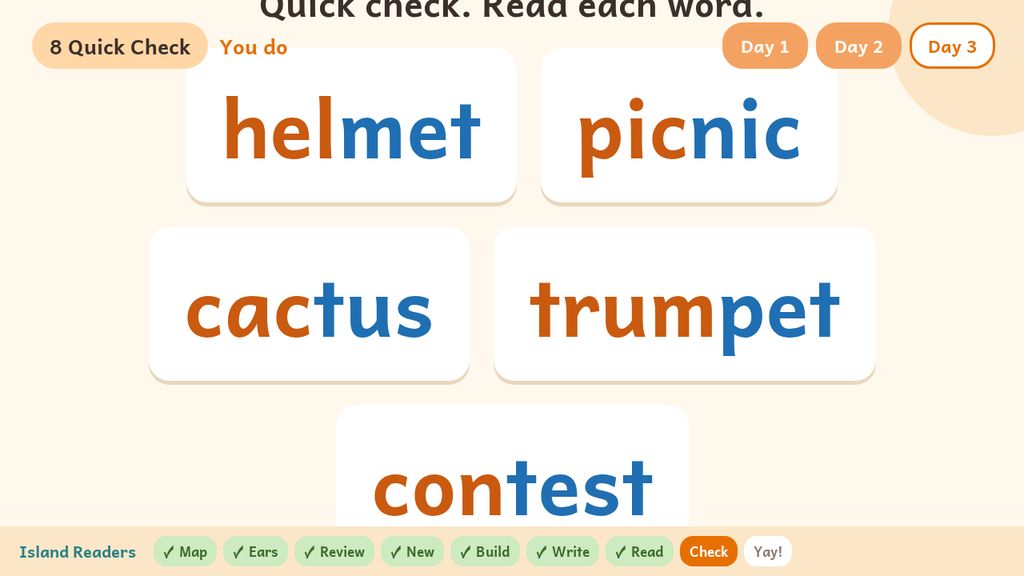 Quick check. Read each word.
8 Quick Check You do Day 1 Day 2 Day 3
helmet picnic
cactus trumpet
contest
Island Readers ✓ Map ✓ Ears ✓ Review ✓ New ✓ Build ✓ Write ✓ Read Check Yay!